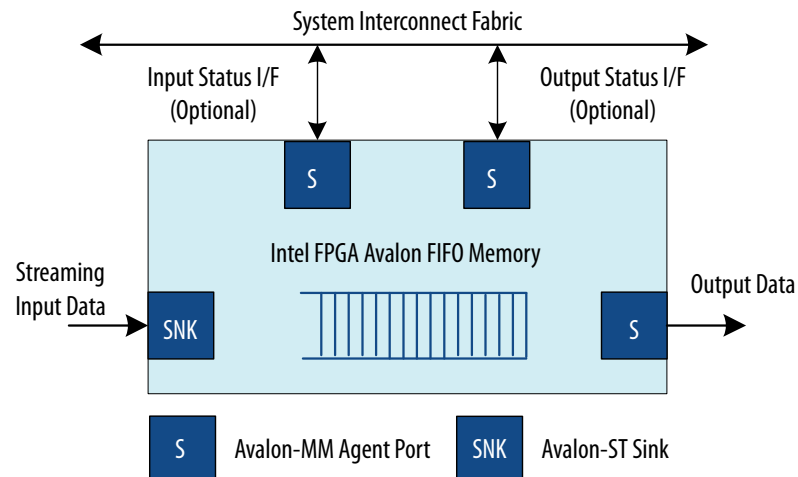 System Interconnect Fabric
Input Status I/F
(Optional)
Output Status I/F
(Optional)
S
S
Intel FPGA Avalon FIFO Memory
Streaming
Input Data
SNK
S
Output Data
S
Avalon-MM Agent Port
SNK
Avalon-ST Sink